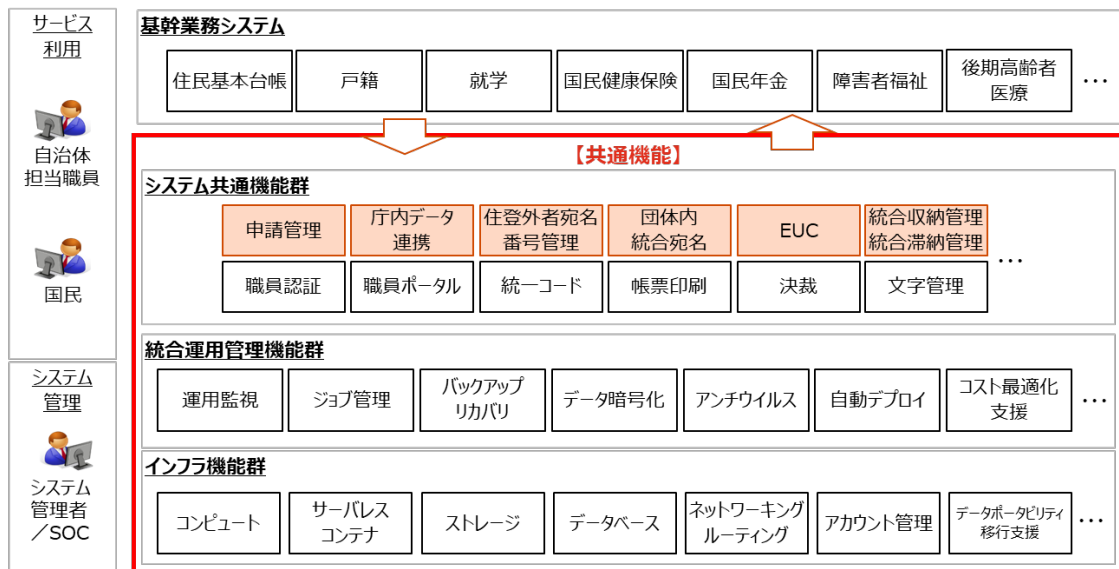 サービス
利用
自治体
担当職員
国民
システム
管理
システム
管理者
／SOC
基幹業務システム
住民基本台帳
戸籍
就学
国民健康保険
国民年金
障害者福祉
後期高齢者
医療
…
【共通機能】
システム共通機能群
申請管理
庁内データ
連携
住登外者宛名
番号管理
団体内
統合宛名
EUC
統合収納管理
統合滞納管理
…
職員認証
職員ポータル
統一コード
帳票印刷
決裁
文字管理
統合運用管理機能群
運用監視
ジョブ管理
バックアップ
リカバリ
データ暗号化
アンチウイルス
自動デプロイ
コスト最適化
支援
…
インフラ機能群
コンピュート
サーバレス
コンテナ
ストレージ
データベース
ネットワーキング
ルーティング
アカウント管理
データポータビリティ
移行支援
…